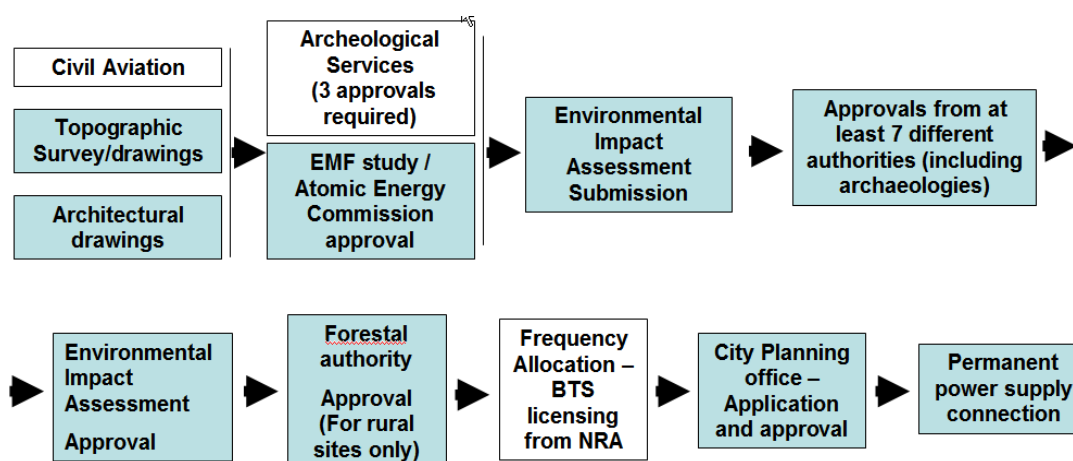 Civil Aviation
Topographic
Survey/drawings
Architectural
drawings
Archeological
Services
(3 approvals
required)
EMF study /
Atomic Energy
Commission
approval
Environmental
Impact
Assessment
Submission
Approvals from at
least 7 different
authorities (including
archaeologies)
Environmental
Impact
Assessment
Approval
Forestal
authority
Approval
(For rural
sites only)
Frequency
Allocation –
BTS
licensing
from NRA
City Planning
office –
Application
and approval
Permanent
power supply
connection